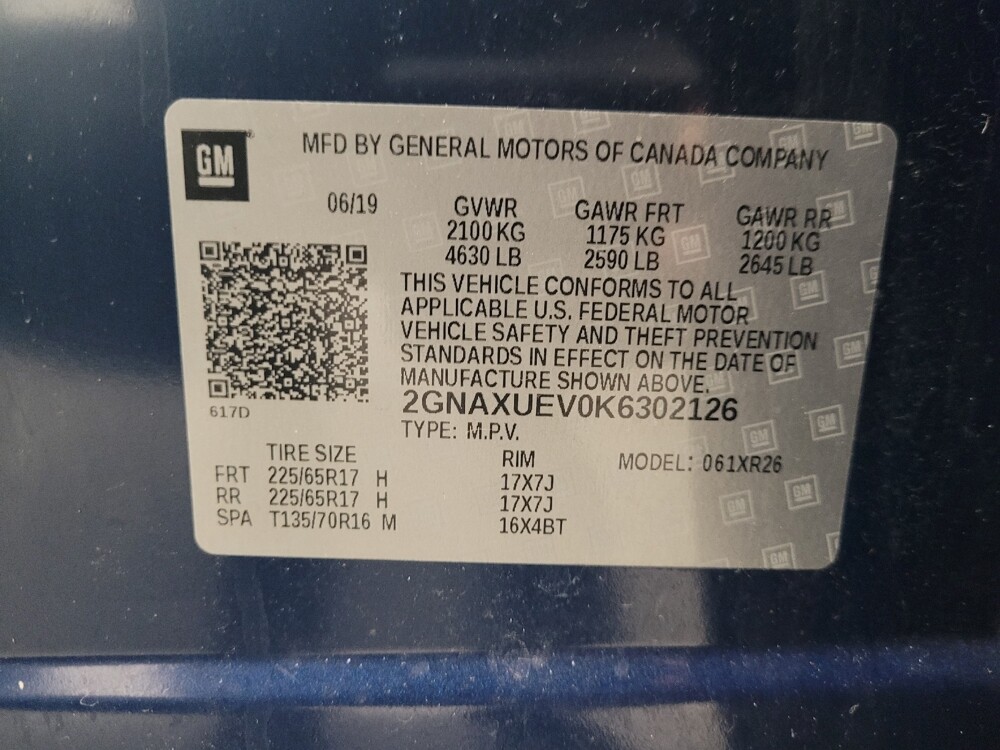 GM
MFD BY GENERAL MOTORS OF CANADA COMPANY
06/19
GVWR GAWR FRT GAWR RR
2100 KG 1175 KG 1200 KG
4630 LB 2590 LB 2645 LB
THIS VEHICLE CONFORMS TO ALL
APPLICABLE U.S. FEDERAL MOTOR
VEHICLE SAFETY AND THEFT PREVENTION
STANDARDS IN EFFECT ON THE DATE OF
MANUFACTURE SHOWN ABOVE.
617D
2GNAXUEV0K6302126
TYPE: M.P.V.
TIRE SIZE RIM MODEL: 061XR26
FRT 225/65R17 H 17X7J
RR 225/65R17 H 17X7J
SPA T135/70R16 M 16X4BT